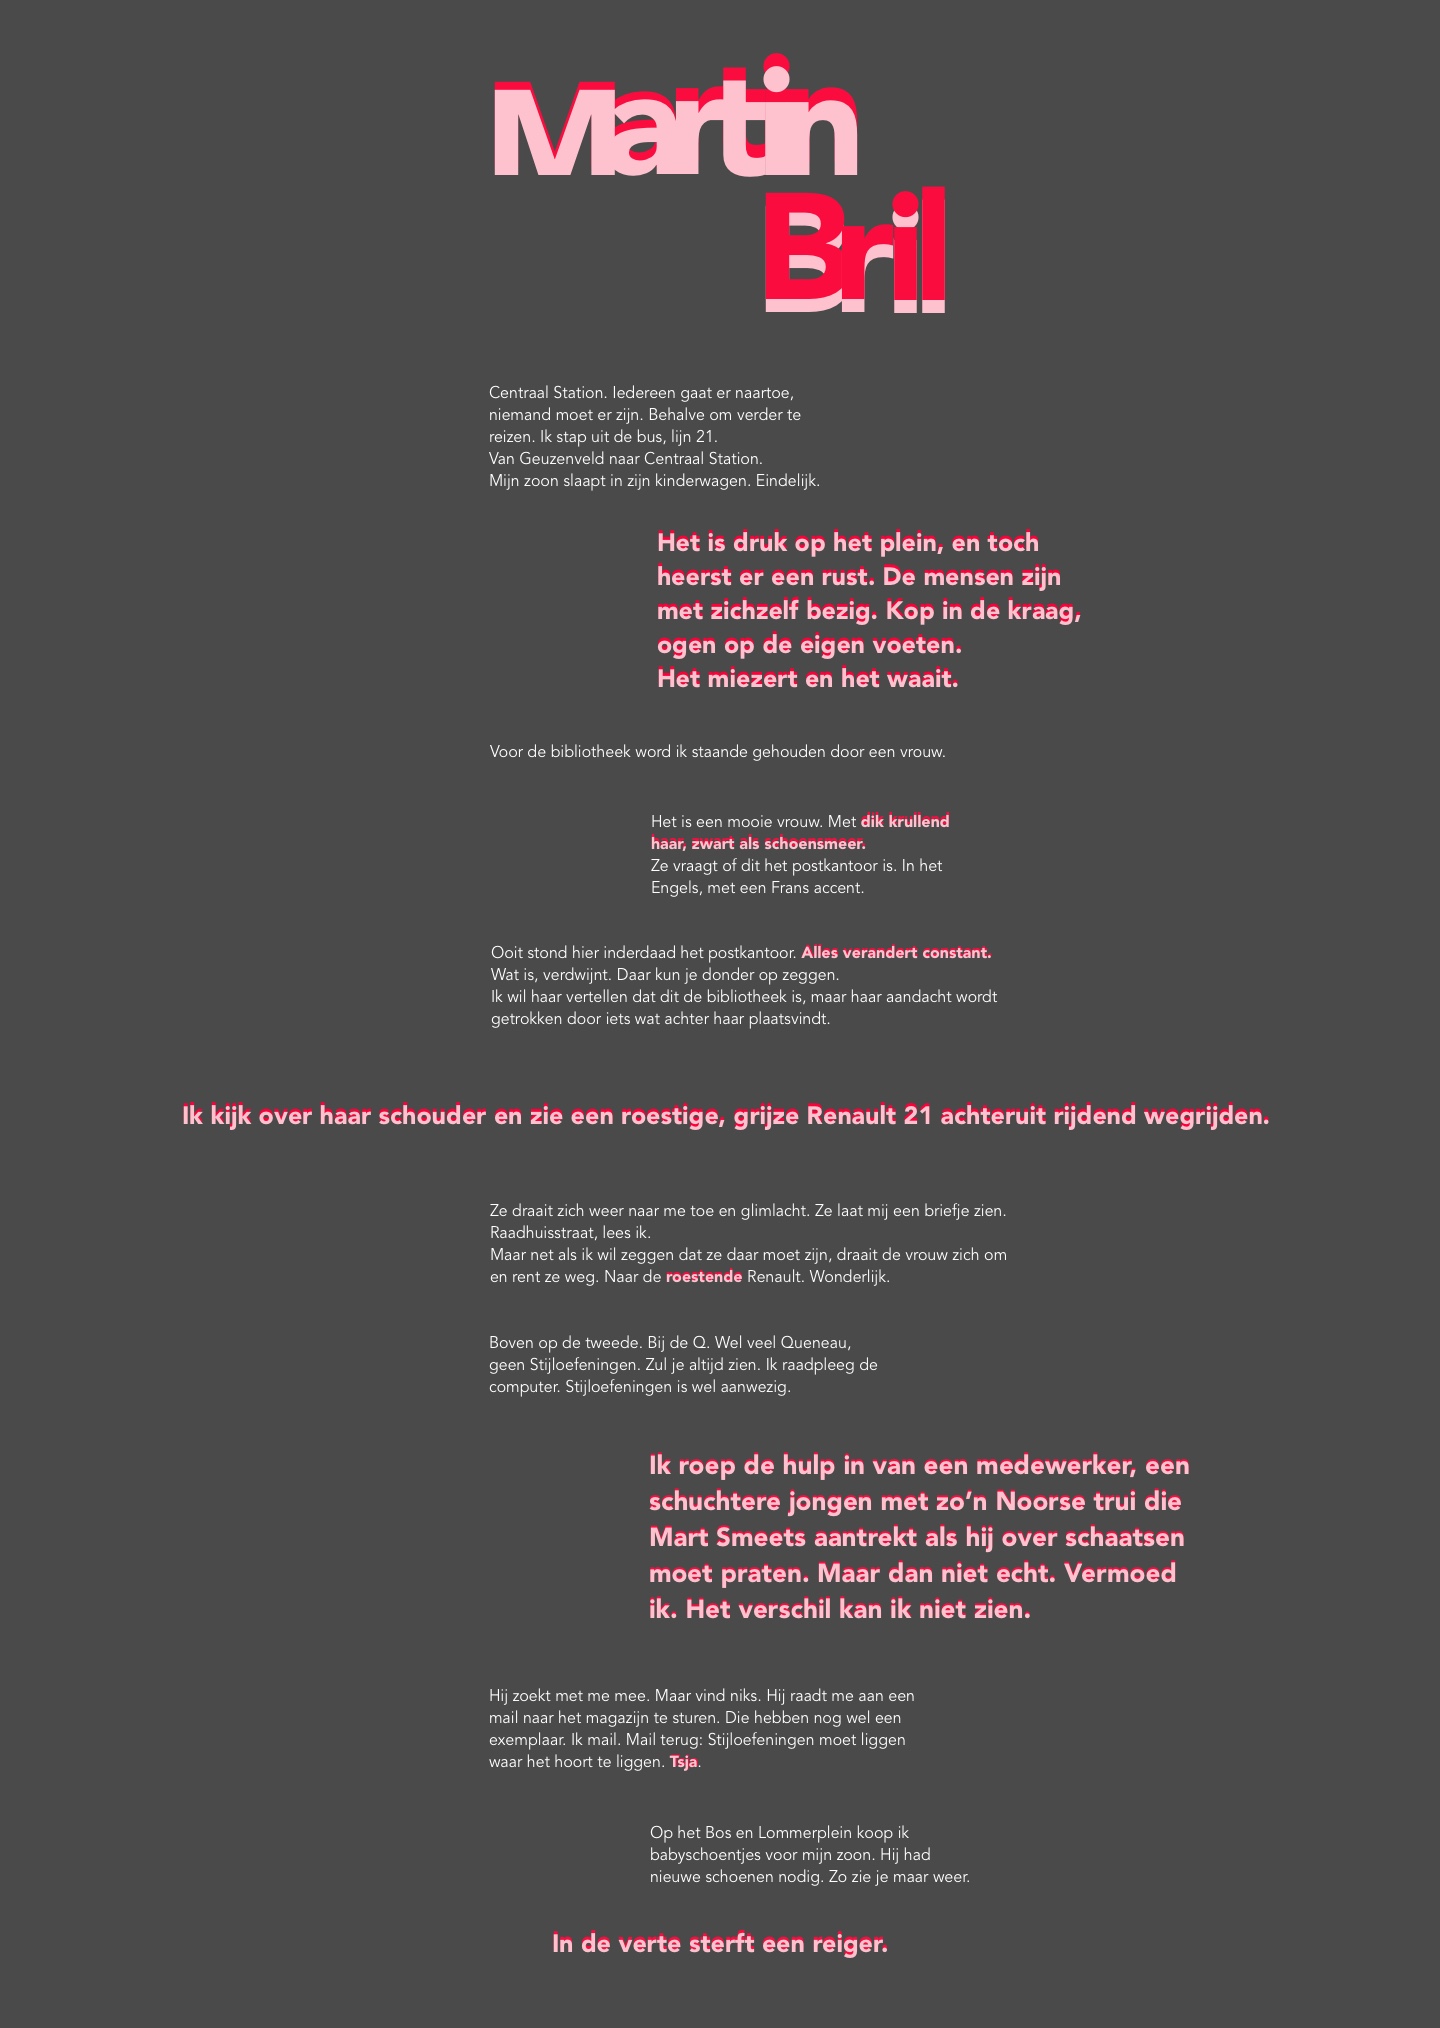 Martin
Bril
Centraal Station. Iedereen gaat er naartoe,
niemand moet er zijn. Behalve om verder te
reizen. Ik stap uit de bus, lijn 21.
Van Geuzenveld naar Centraal Station.
Mijn zoon slaapt in zijn kinderwagen. Eindelijk.
Het is druk op het plein, en toch
heerst er een rust. De mensen zijn
met zichzelf bezig. Kop in de kraag,
ogen op de eigen voeten.
Het miezert en het waait.
Voor de bibliotheek word ik staande gehouden door een vrouw.
Het is een mooie vrouw. Met dik krullend
haar, zwart als schoensmeer.
Ze vraagt of dit het postkantoor is. In het
Engels, met een Frans accent.
Ooit stond hier inderdaad het postkantoor. Alles verandert constant.
Wat is, verdwijnt. Daar kun je donder op zeggen.
Ik wil haar vertellen dat dit de bibliotheek is, maar haar aandacht wordt
getrokken door iets wat achter haar plaatsvindt.
Ik kijk over haar schouder en zie een roestige, grijze Renault 21 achteruit rijdend wegrijden.
Ze draait zich weer naar me toe en glimlacht. Ze laat mij een briefje zien.
Raadhuisstraat, lees ik.
Maar net als ik wil zeggen dat ze daar moet zijn, draait de vrouw zich om
en rent ze weg. Naar de roestende Renault. Wonderlijk.
Boven op de tweede. Bij de Q. Wel veel Queneau,
geen Stijloefeningen. Zul je altijd zien. Ik raadpleeg de
computer. Stijloefeningen is wel aanwezig.
Ik roep de hulp in van een medewerker, een
schuchtere jongen met zo’n Noorse trui die
Mart Smeets aantrekt als hij over schaatsen
moet praten. Maar dan niet echt. Vermoed
ik. Het verschil kan ik niet zien.
Hij zoekt met me mee. Maar vind niks. Hij raadt me aan een
mail naar het magazijn te sturen. Die hebben nog wel een
exemplaar. Ik mail. Mail terug: Stijloefeningen moet liggen
waar het hoort te liggen. Tsja.
Op het Bos en Lommerplein koop ik
babyschoentjes voor mijn zoon. Hij had
nieuwe schoenen nodig. Zo zie je maar weer.
In de verte sterft een reiger.